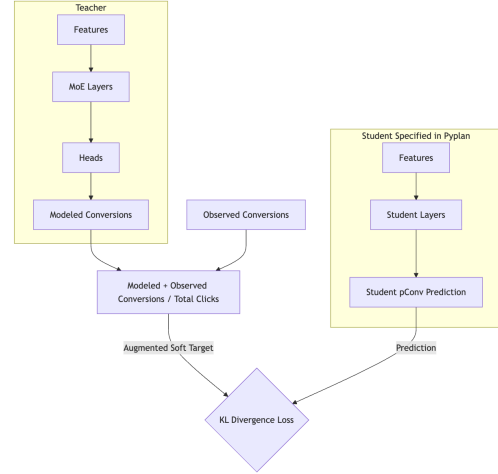 Teacher
Features
MoE Layers
Heads
Modeled Conversions
Observed Conversions
Modeled + Observed
Conversions / Total Clicks
Augmented Soft Target
Student Specified in Pyplan
Features
Student Layers
Student pConv Prediction
Prediction
KL Divergence Loss